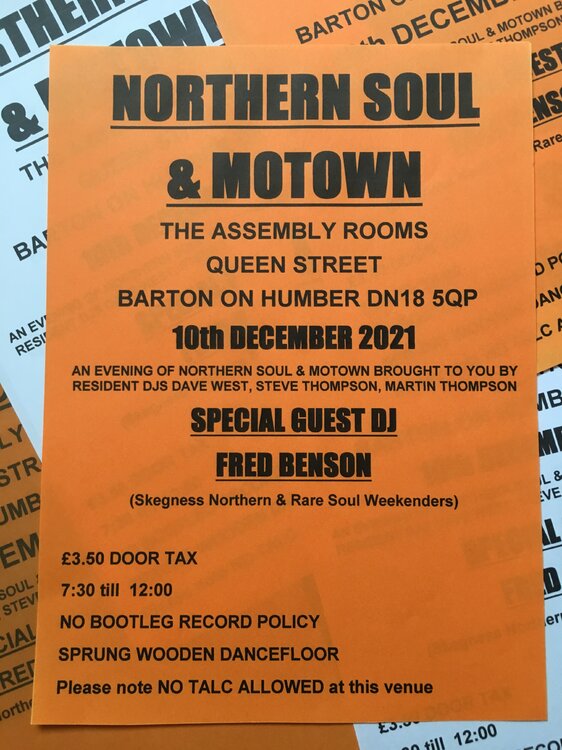 NORTHERN SOUL
& MOTOWN
THE ASSEMBLY ROOMS
QUEEN STREET
BARTON ON HUMBER DN18 5QP
10th DECEMBER 2021
AN EVENING OF NORTHERN SOUL & MOTOWN BROUGHT TO YOU BY
RESIDENT DJS DAVE WEST, STEVE THOMPSON, MARTIN THOMPSON
SPECIAL GUEST DJ
FRED BENSON
(Skegness Northern & Rare Soul Weekenders)
£3.50 DOOR TAX
7:30 till 12:00
NO BOOTLEG RECORD POLICY
SPRUNG WOODEN DANCEFLOOR
Please note NO TALC ALLOWED at this venue